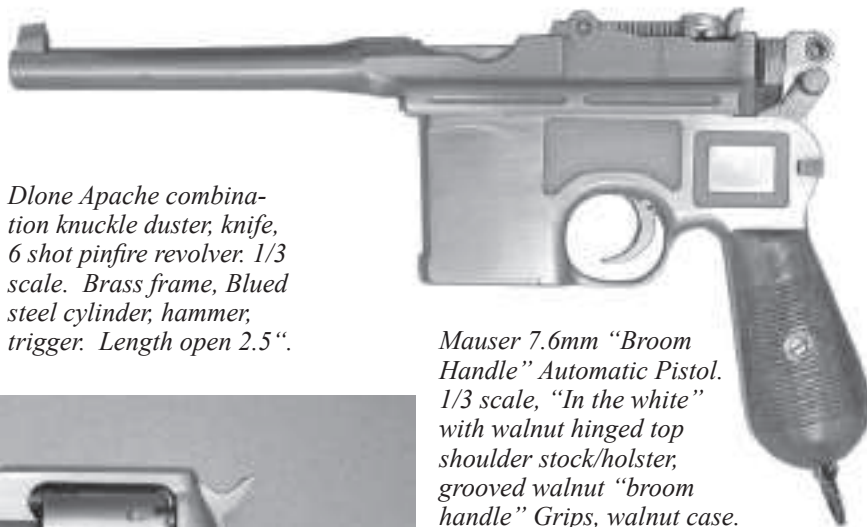 Dlone Apache combina-
tion knuckle duster, knife,
6 shot pinfire revolver. 1/3
scale. Brass frame, Blued
steel cylinder, hammer,
trigger. Length open 2.5“.
Mauser 7.6mm “Broom
Handle” Automatic Pistol.
1/3 scale, “In the white”
with walnut hinged top
shoulder stock/holster,
grooved walnut “broom
handle” Grips, walnut case.